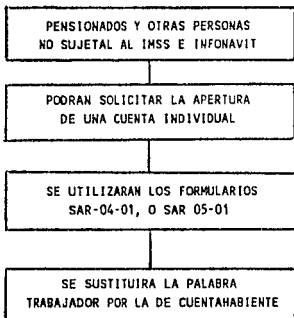 PENSIONADOS Y OTRAS PERSONAS
NO SUJETAL AL IMSS E INFONAVIT
PODRAN SOLICITAR LA APERTURA
DE UNA CUENTA INDIVIDUAL
SE UTILIZARAN LOS FORMULARIOS
SAR-04-01, O SAR 05-01
SE SUSTITUIRA LA PALABRA
TRABAJADOR POR LA DE CUENTAHABIENTE